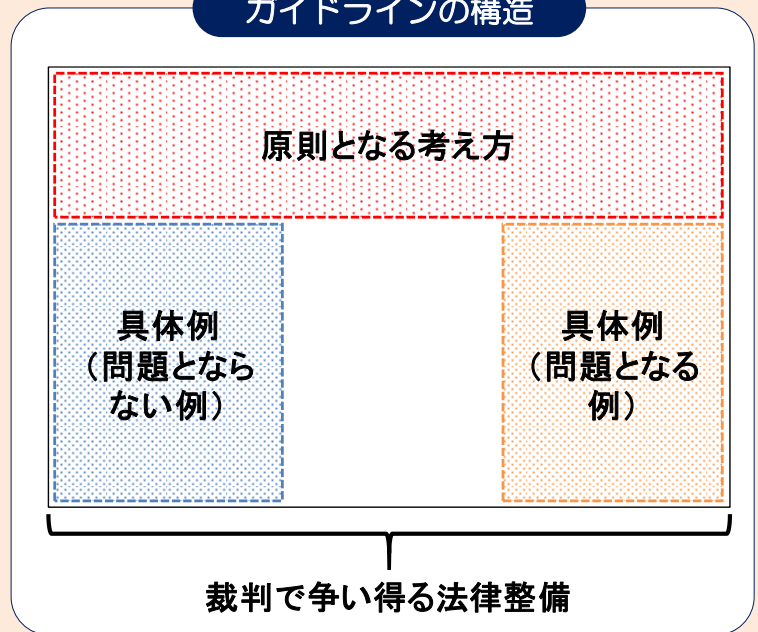 ガイドラインの構造
原則となる考え方
具体例
（問題となら
ない例）
具体例
（問題となる
例）
裁判で争い得る法律整備